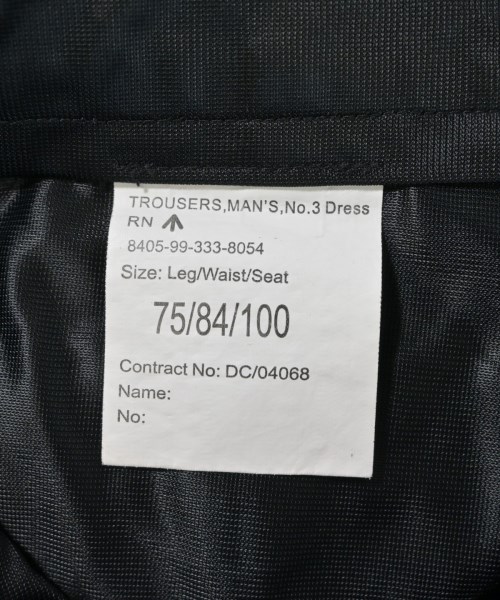 TROUSERS,MAN'S,No.3 Dress
RN
8405-99-333-8054
Size: Leg/Waist/Seat
75/84/100
Contract No: DC/04068
Name:
No: